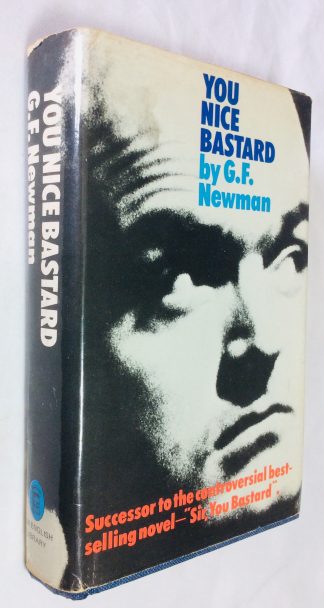 YOU
NICE
BASTARD
by G.F.
Newman
Successor to the controversial best-
selling novel–"Sir, You Bastard"
YOU NICE BASTARD
G.F. Newman
ENGLISH
LIBRARY